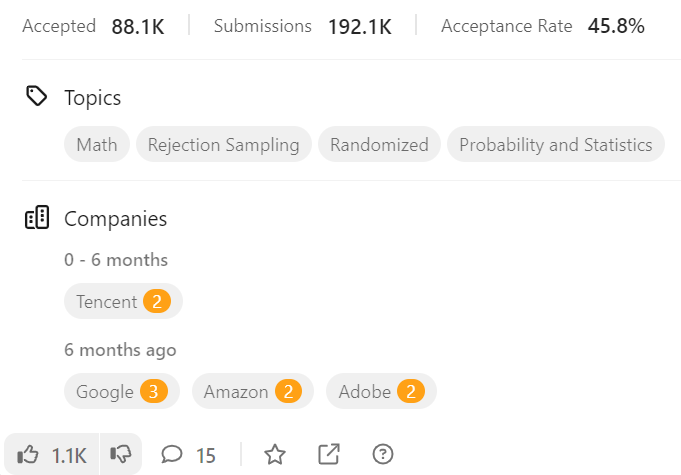 Accepted 88.1K Submissions 192.1K Acceptance Rate 45.8%
Topics
Math Rejection Sampling Randomized Probability and Statistics
Companies
0 - 6 months
Tencent 2
6 months ago
Google 3 Amazon 2 Adobe 2
1.1K 15